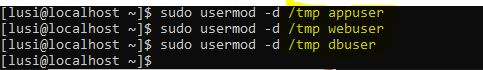 [lusi@localhost ~]$ sudo usermod -d /tmp appuser
[lusi@localhost ~]$ sudo usermod -d /tmp webuser
[lusi@localhost ~]$ sudo usermod -d /tmp dbuser
[lusi@localhost ~]$